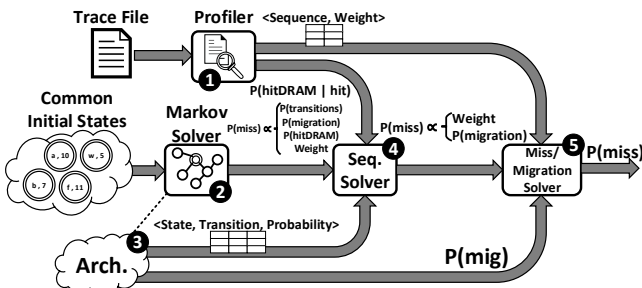 Trace File
Profiler
<Sequence, Weight>
1
P(hitDRAM | hit)
Common
Initial States
a, 10
w, 5
b, 7
f, 11
Markov
Solver
2
P(miss) ∝
P(transitions)
P(migration)
P(hitDRAM)
Weight
4
Seq.
Solver
P(miss) ∝
Weight
P(migration)
5
Miss/
Migration
Solver
P(miss)
3
<State, Transition, Probability>
Arch.
P(mig)